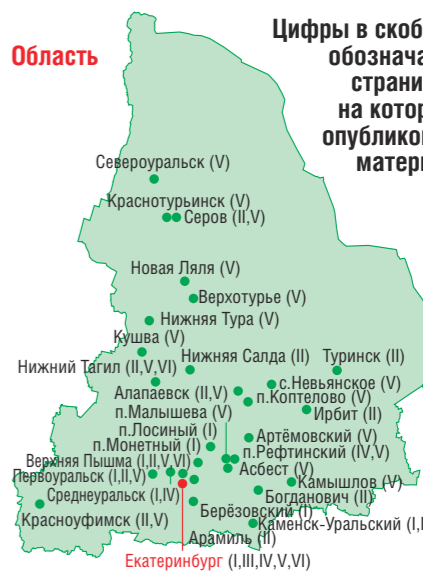 Цифры в скоб
Область
обознача
страни
на котор
опубликов
матери
Североуральск (V)
Краснотурьинск (V)
Серов (II,V)
Новая Ляля (V)
Верхотурье (V)
Нижняя Тура (V)
Кушва (V)
Нижняя Салда (II)
Туринск (II)
Нижний Тагил (II,V,VI)
с.Невьянское (V)
Алапаевск (II,V)
п.Коптелово (V)
п.Малышева (V)
Ирбит (II)
п.Лосиный (I)
Артёмовский (V)
п.Монетный (I)
п.Рефтинский (IV,V)
Верхняя Пышма (I,II,V,VI)
Асбест (V)
Первоуральск (I,II,V)
Камышлов (V)
Среднеуральск (I,IV)
Богданович (II)
Берёзовский (I)
Красноуфимск (II,V)
Каменск-Уральский (I,I
Арамиль (II)
Екатеринбург (I,III,IV,V,VI)